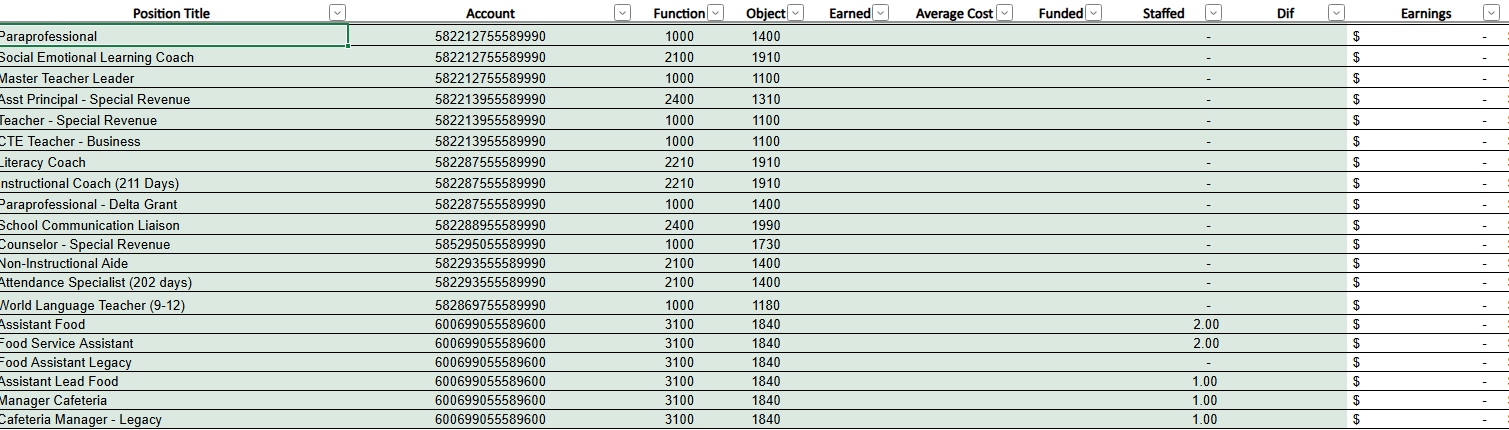 Position Title Account Function Object Earned Average Cost Funded Staffed Dif Earnings
Paraprofessional 582212755589990 1000 1400 - $ -
Social Emotional Learning Coach 582212755589990 2100 1910 - $ -
Master Teacher Leader 582212755589990 1000 1100 - $ -
Asst Principal - Special Revenue 582213955589990 2400 1310 - $ -
Teacher - Special Revenue 582213955589990 1000 1100 - $ -
CTE Teacher - Business 582213955589990 1000 1100 - $ -
Literacy Coach 582287555589990 2210 1910 - $ -
nstructional Coach (211 Days) 582287555589990 2210 1910 - $ -
Paraprofessional - Delta Grant 582287555589990 1000 1400 - $ -
School Communication Liaison 582288955589990 2400 1990 - $ -
Counselor - Special Revenue 585295055589990 1000 1730 - $ -
Non-Instructional Aide 582293555589990 2100 1400 - $ -
Attendance Specialist (202 days) 582293555589990 2100 1400 - $ -
World Language Teacher (9-12) 582869755589990 1000 1180 - $ -
Assistant Food 600699055589600 3100 1840 2.00 $ -
Food Service Assistant 600699055589600 3100 1840 2.00 $ -
Food Assistant Legacy 600699055589600 3100 1840 - $ -
Assistant Lead Food 600699055589600 3100 1840 1.00 $ -
Manager Cafeteria 600699055589600 3100 1840 1.00 $ -
Cafeteria Manager - Legacy 600699055589600 3100 1840 1.00 $ -